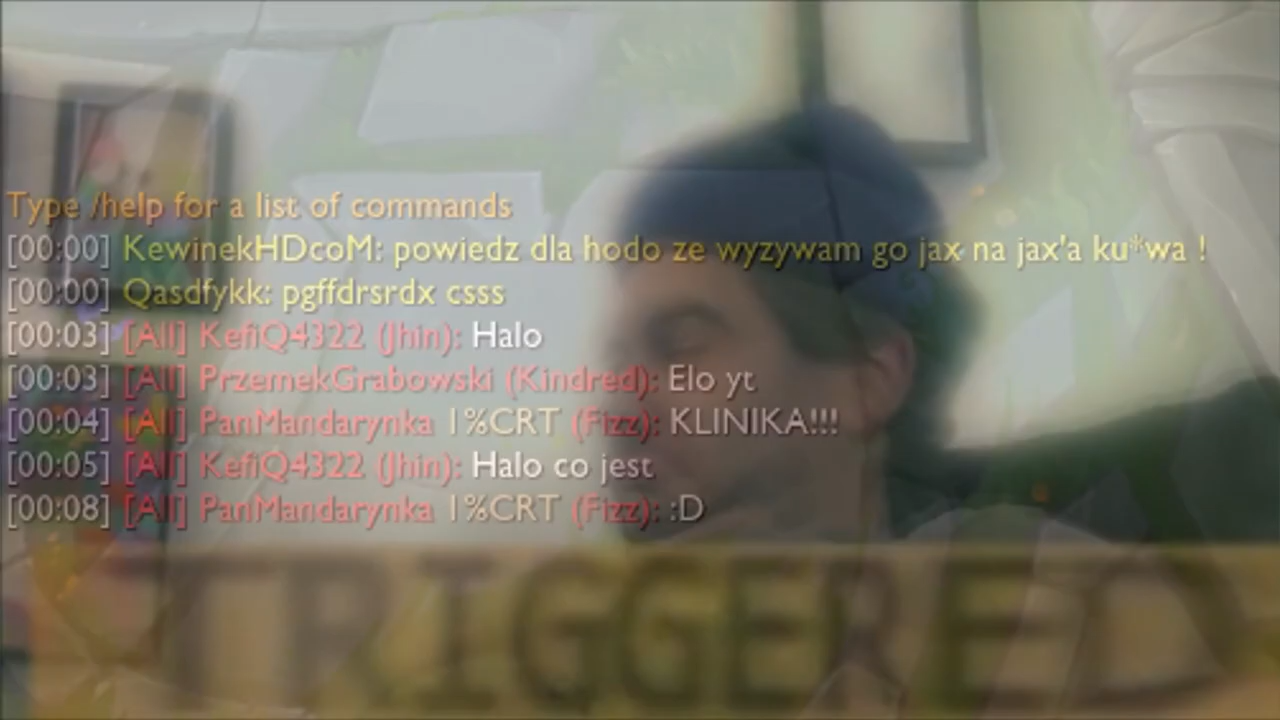 Type /help for a list of commands
[00:00] KewinekHDcoM: powiedz dla hodo ze wyzywam go jax na jax'a ku*wa !
[00:00] Qasdfykk: pgffdrsrdx csss
[00:03] [All] KefiQ4322 (Jhin): Halo
[00:03] [All] PrzemekGrabowski (Kindred): Elo yt
[00:04] [All] PanMandarynka 1%CRT (Fizz): KLINIKA!!!
[00:05] [All] KefiQ4322 (Jhin): Halo co jest
[00:08] [All] PanMandarynka 1%CRT (Fizz): :D
TRIGGERED